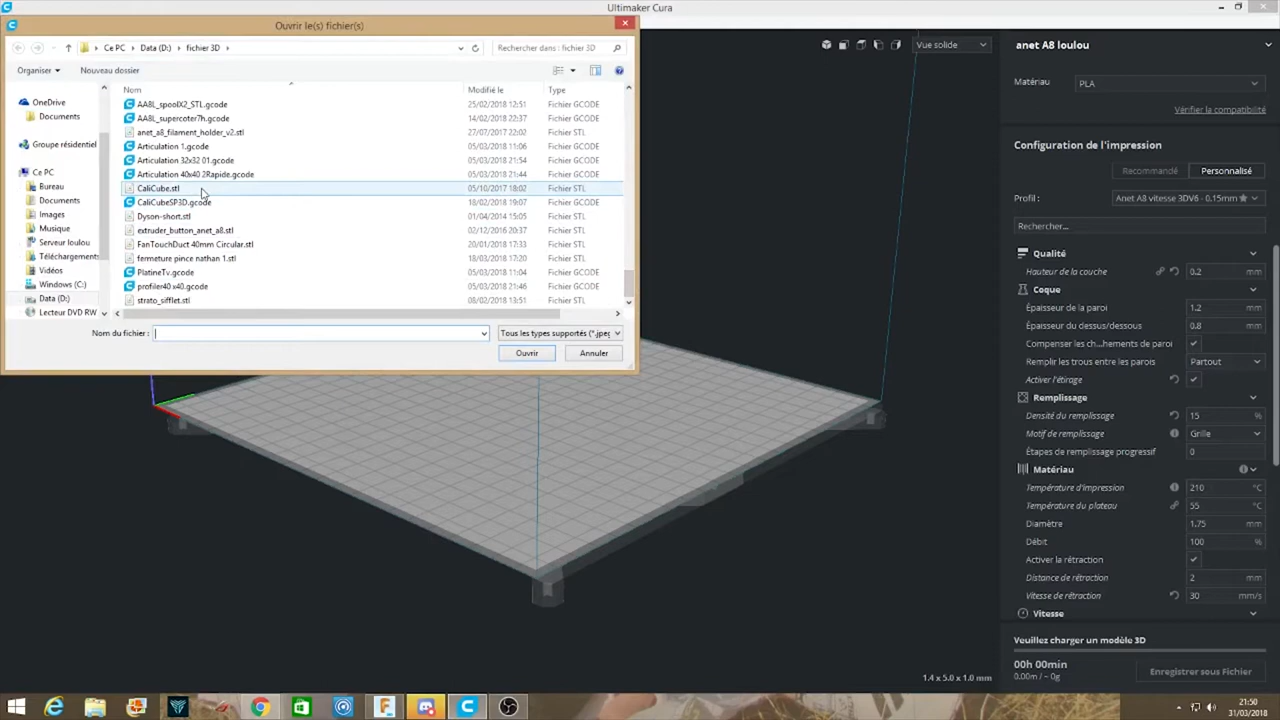 Ultimaker Cura
Ouvrir le(s) fichier(s)
Ce PC
Data (D:)
fichier 3D
Rechercher dans : fichier 3D
Organiser
Nouveau dossier
Nom
Modifié le
Type
OneDrive
Documents
Groupe résidentiel
Ce PC
Bureau
Documents
Images
Musique
Serveur loulou
Téléchargements
Vidéos
Windows (C:)
Data (D:)
Lecteur DVD RW
AA8L_spoolX2_STL.gcode 25/02/2018 12:51 Fichier GCODE
AA8L_supercoter7h.gcode 14/02/2018 22:37 Fichier GCODE
anet_a8_filament_holder_v2.stl 27/07/2017 22:02 Fichier STL
Articulation 1.gcode 05/03/2018 11:06 Fichier GCODE
Articulation 32x32 01.gcode 05/03/2018 21:54 Fichier GCODE
Articulation 40x40 2Rapide.gcode 05/03/2018 21:44 Fichier GCODE
CaliCube.stl 05/10/2017 18:02 Fichier STL
CaliCubeSP3D.gcode 18/02/2018 19:07 Fichier GCODE
Dyson-short.stl 01/04/2014 15:05 Fichier STL
extruder_button_anet_a8.stl 02/12/2016 20:37 Fichier STL
FanTouchDuct 40mm Circular.stl 20/01/2018 17:33 Fichier STL
fermeture pince nathan 1.stl 18/03/2018 17:20 Fichier STL
PlatineTv.gcode 05/03/2018 11:04 Fichier GCODE
profiler40 x40.gcode 05/03/2018 21:46 Fichier GCODE
strato_sifflet.stl 08/02/2018 13:51 Fichier STL
Nom du fichier :
Tous les types supportés (*.jpeg
Ouvrir
Annuler
Vue solide
1.4 x 5.0 x 1.0 mm
anet A8 loulou
Matériau PLA
Vérifier la compatibilité
Configuration de l'impression
Recommandé Personnalisé
Profil : Anet A8 vitesse 3DV6 - 0.15mm
Rechercher...
Qualité
Hauteur de la couche 0.2 mm
Coque
Épaisseur de la paroi 1.2 mm
Épaisseur du dessus/dessous 0.8 mm
Compenser les ch...hements de paroi
Remplir les trous entre les parois Partout
Activer l'étirage
Remplissage
Densité du remplissage 15 %
Motif de remplissage Grille
Étapes de remplissage progressif 0
Matériau
Température d'impression 210 °C
Température du plateau 55 °C
Diamètre 1.75 mm
Débit 100 %
Activer la rétraction
Distance de rétraction 2 mm
Vitesse de rétraction 30 mm/s
Vitesse
Veuillez charger un modèle 3D
00h 00min
0.00m / ~ 0g
Enregistrer sous Fichier
21:50
31/03/2018